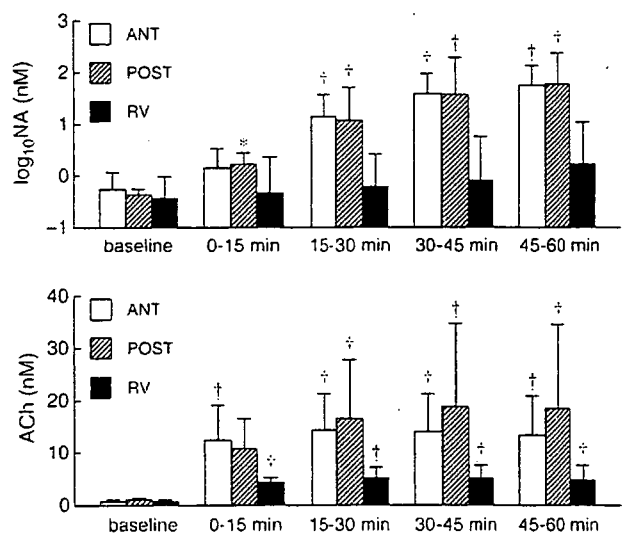 3
2
1
0
−1
log10NA (nM)
ANT
POST
RV
†
†
*
†
†
†
†
baseline
0-15 min
15-30 min
30-45 min
45-60 min
40
30
20
10
0
ACh (nM)
ANT
POST
RV
†
†
†
†
†
†
†
†
†
†
†
baseline
0-15 min
15-30 min
30-45 min
45-60 min